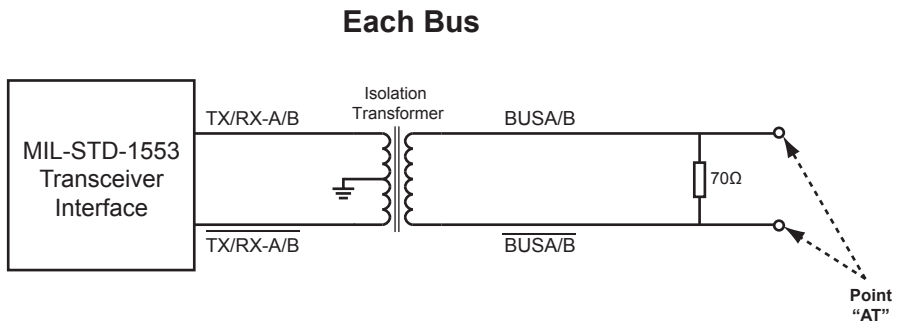 Each Bus
MIL-STD-1553
Transceiver
Interface
TX/RX-A/B
Isolation
Transformer
BUSA/B
70Ω
TX/RX-A/B
BUSA/B
Point
“AT”